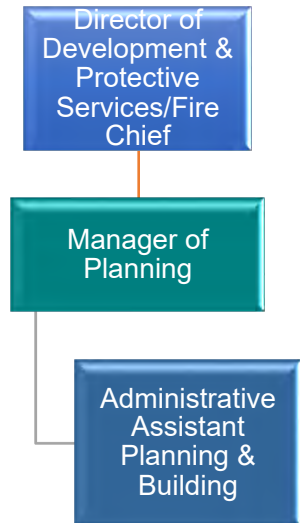 Director of
Development &
Protective
Services/Fire
Chief
Manager of
Planning
Administrative
Assistant
Planning &
Building